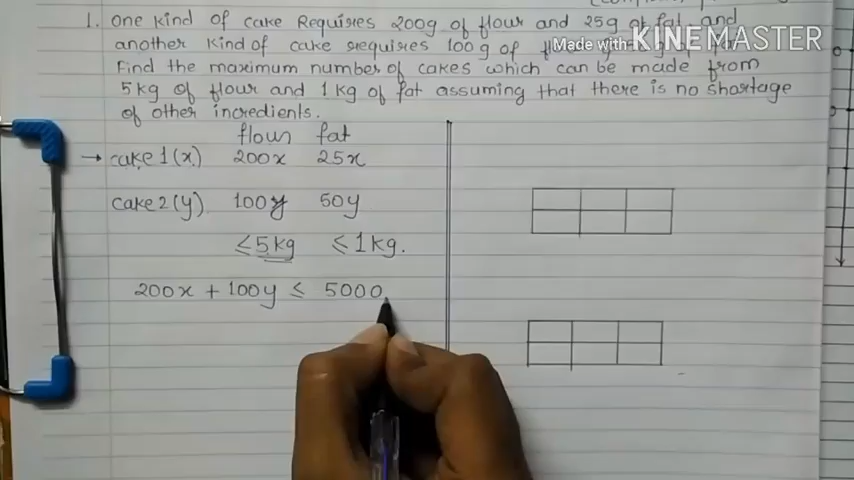 1. One kind of cake Requires 200g of flour and 25g of fat and
another kind of cake requires 100g of
Made with KINEMASTER
Find the maximum number of cakes which can be made from
5kg of flour and 1kg of fat assuming that there is no shortage
of other incredients.
flour fat
→ cake 1(x) 200x 25x
cake 2(y) 100y 50y
≤5kg ≤1kg.
200x + 100y ≤ 5000